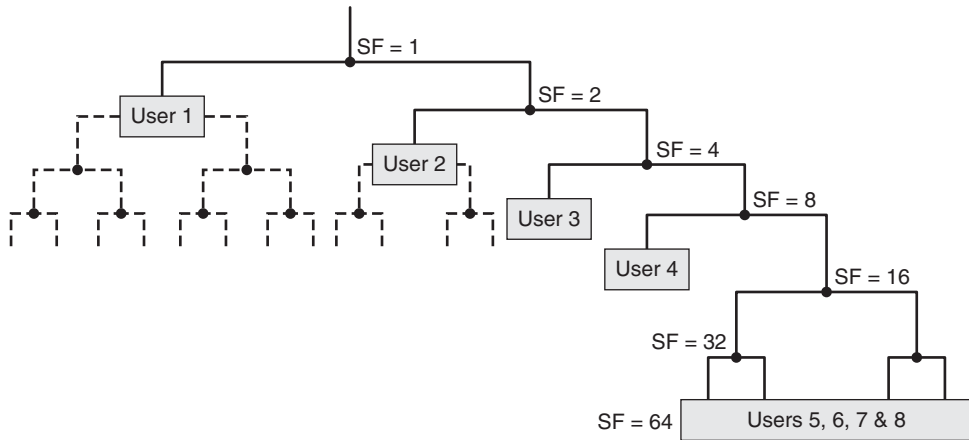 SF = 1
User 1
SF = 2
User 2
SF = 4
User 3
SF = 8
User 4
SF = 16
SF = 32
SF = 64
Users 5, 6, 7 & 8